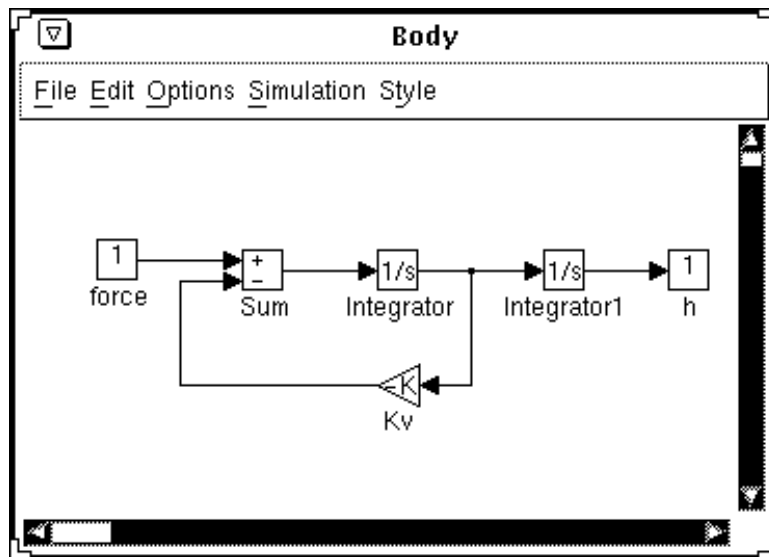 Body
File Edit Options Simulation Style
1 + − 1/s 1/s 1
force Sum Integrator Integrator1 h
-K
Kv